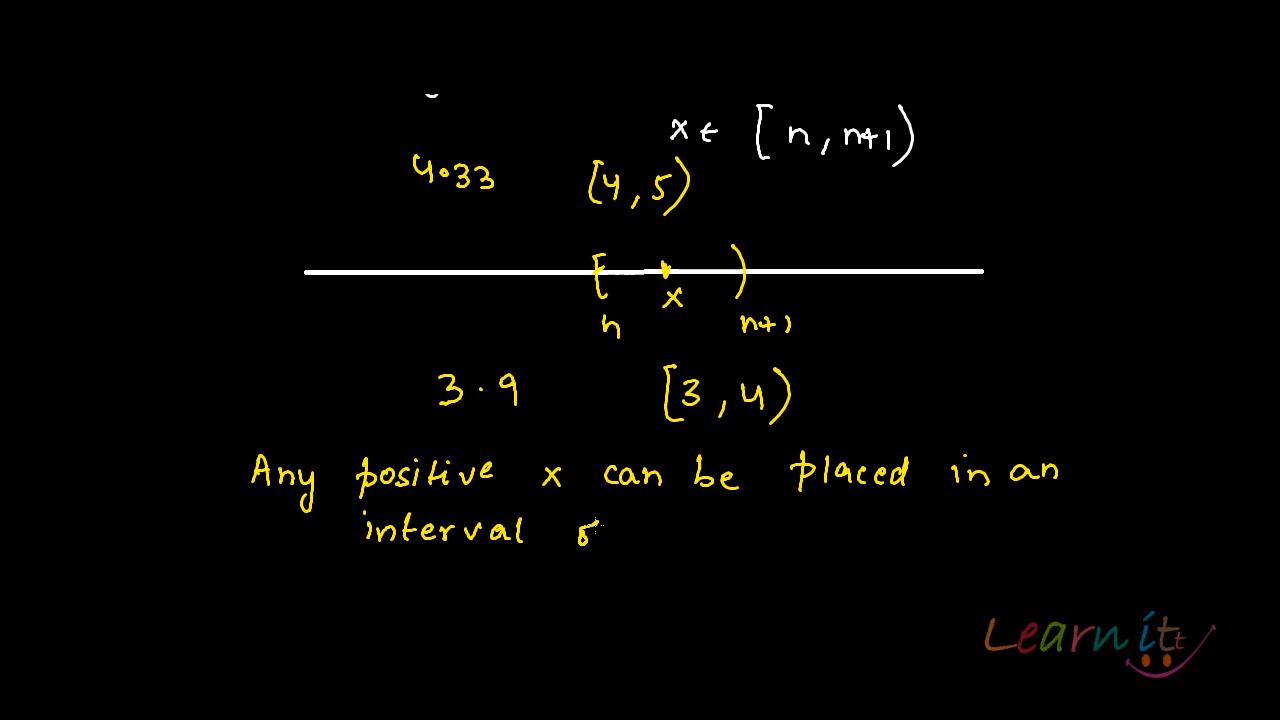 x ∈ [n, n+1)
4.33 [4, 5)
[ )
x
n n+1
3.9 [3, 4)
Any positive x can be placed in an
interval
Learnitt